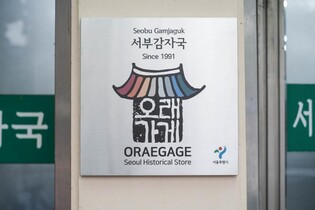 Seobu Gamjaguk
서부감자국
Since 1991
오래
가게
ORAEGAGE
Seoul Historical Store
서울특별시
자국
서